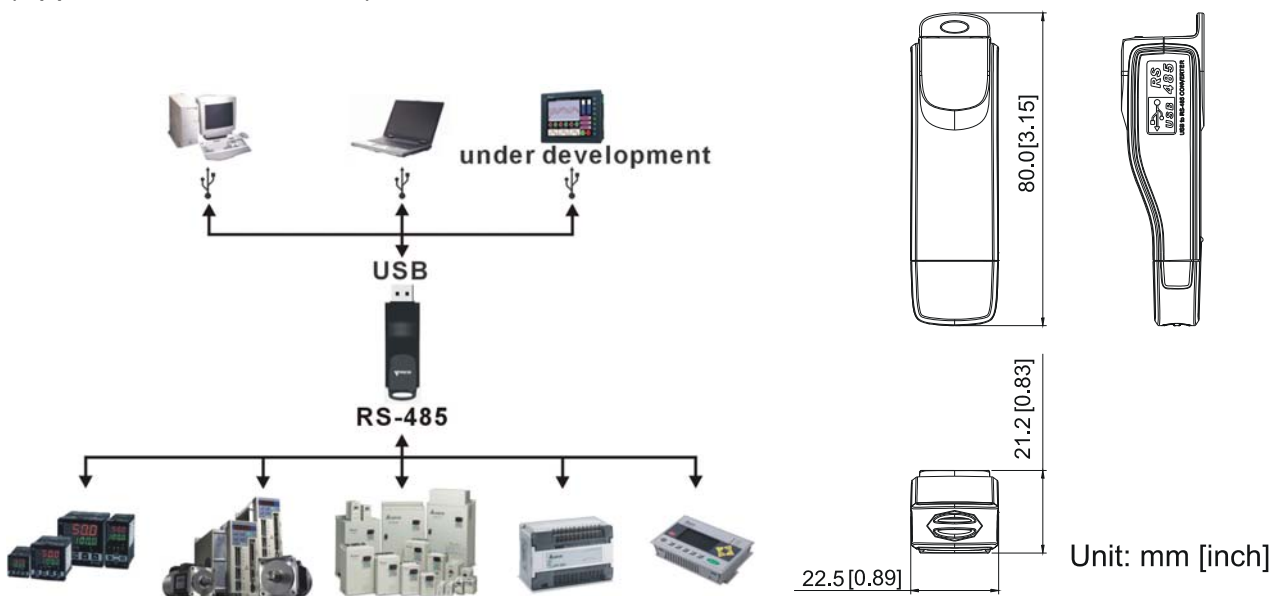 under development
USB
RS-485
80.0[3.15]
RS
485
USB
USB to RS-485 CONVERTER
21.2[0.83]
22.5[0.89]
Unit: mm [inch]